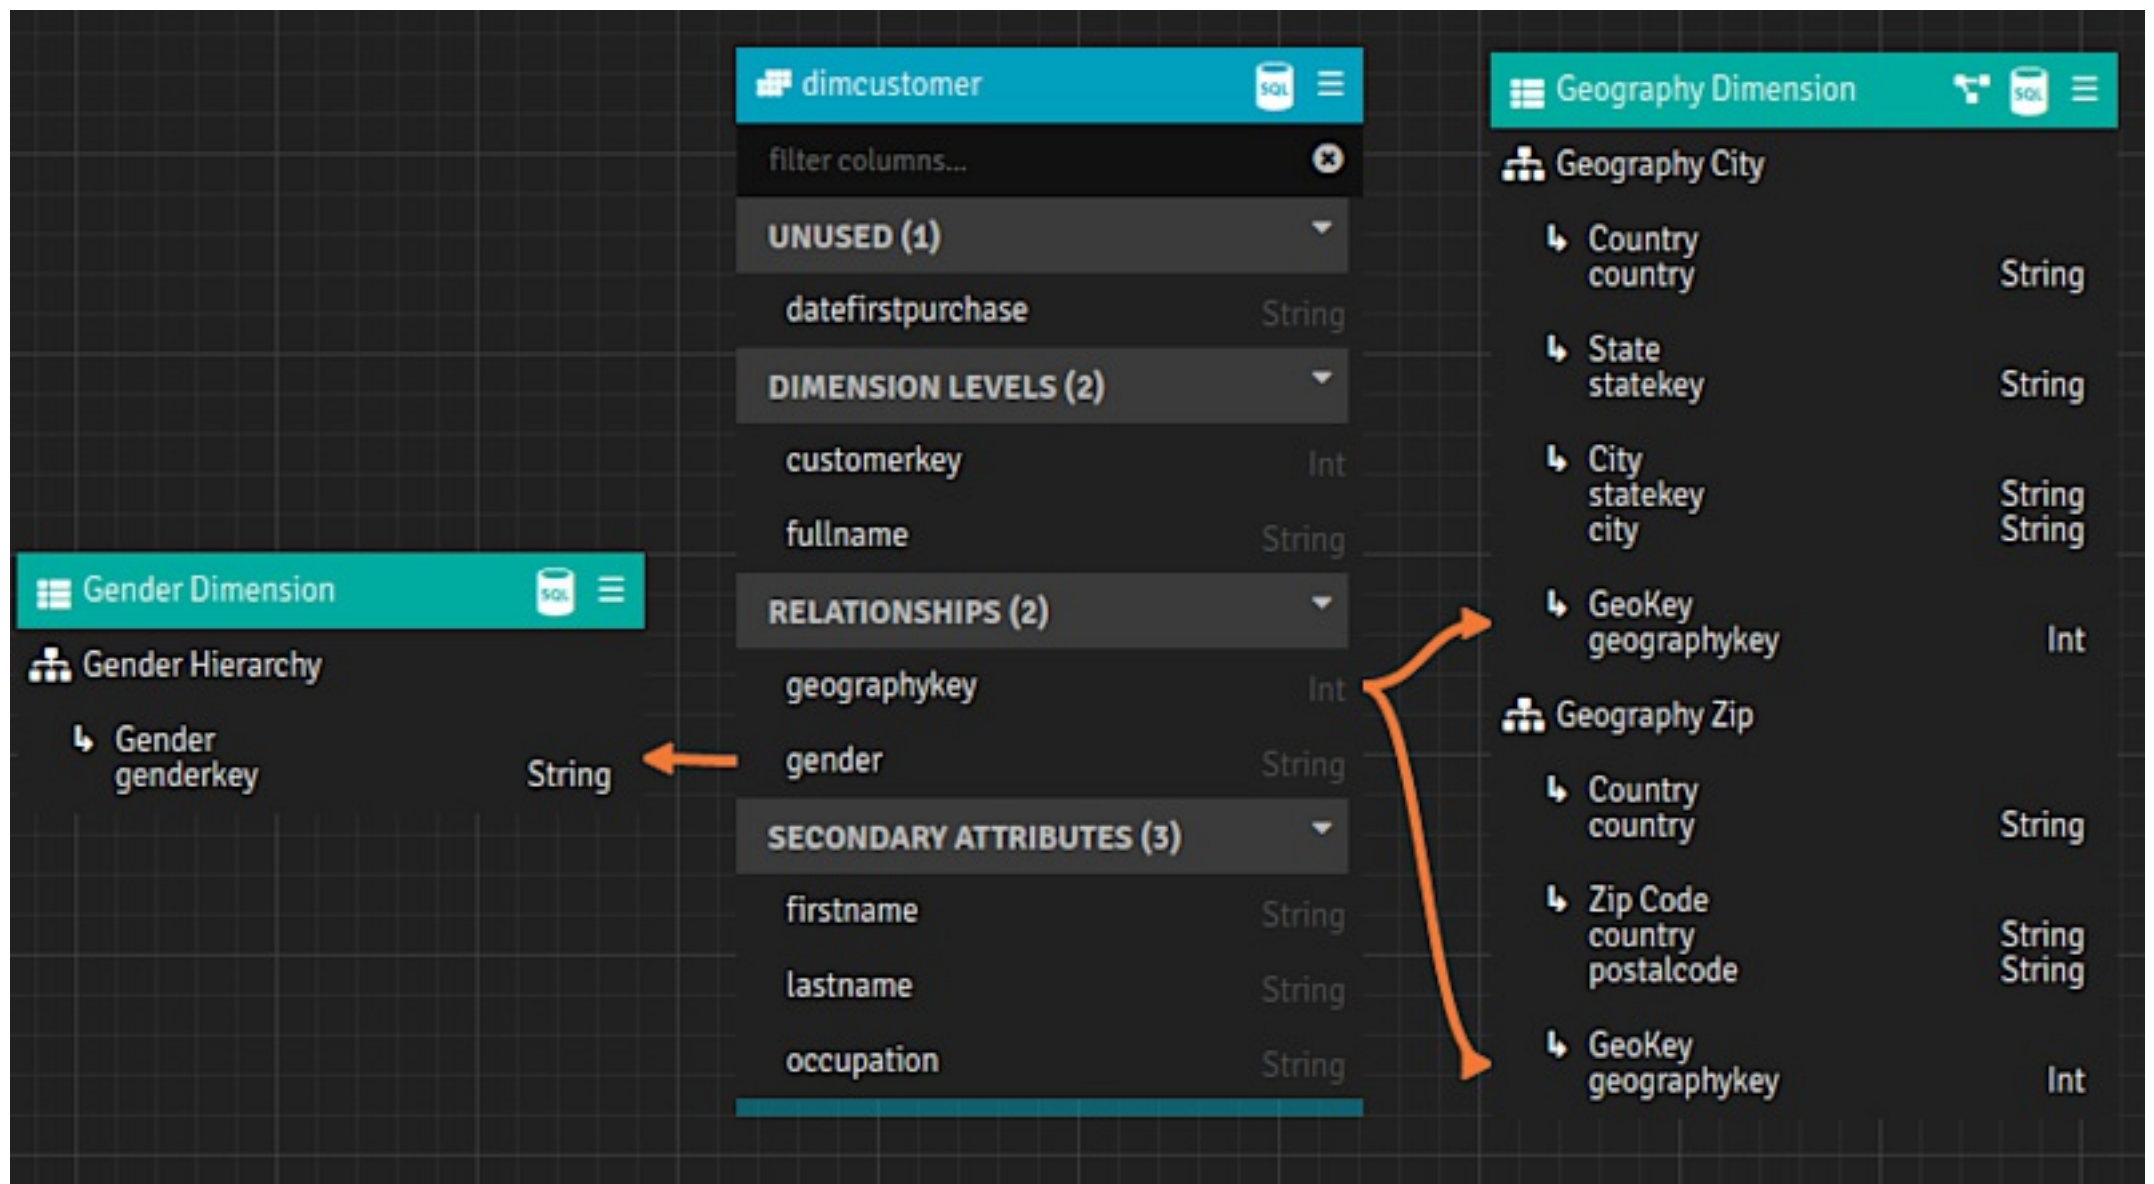 dimcustomer
SQL
filter columns...
UNUSED (1)
datefirstpurchase String
DIMENSION LEVELS (2)
customerkey Int
fullname String
RELATIONSHIPS (2)
geographykey Int
gender String
SECONDARY ATTRIBUTES (3)
firstname String
lastname String
occupation String
Gender Dimension
SQL
Gender Hierarchy
Gender
genderkey String
Geography Dimension
SQL
Geography City
Country
country String
State
statekey String
City
statekey String
city String
GeoKey
geographykey Int
Geography Zip
Country
country String
Zip Code
country String
postalcode String
GeoKey
geographykey Int